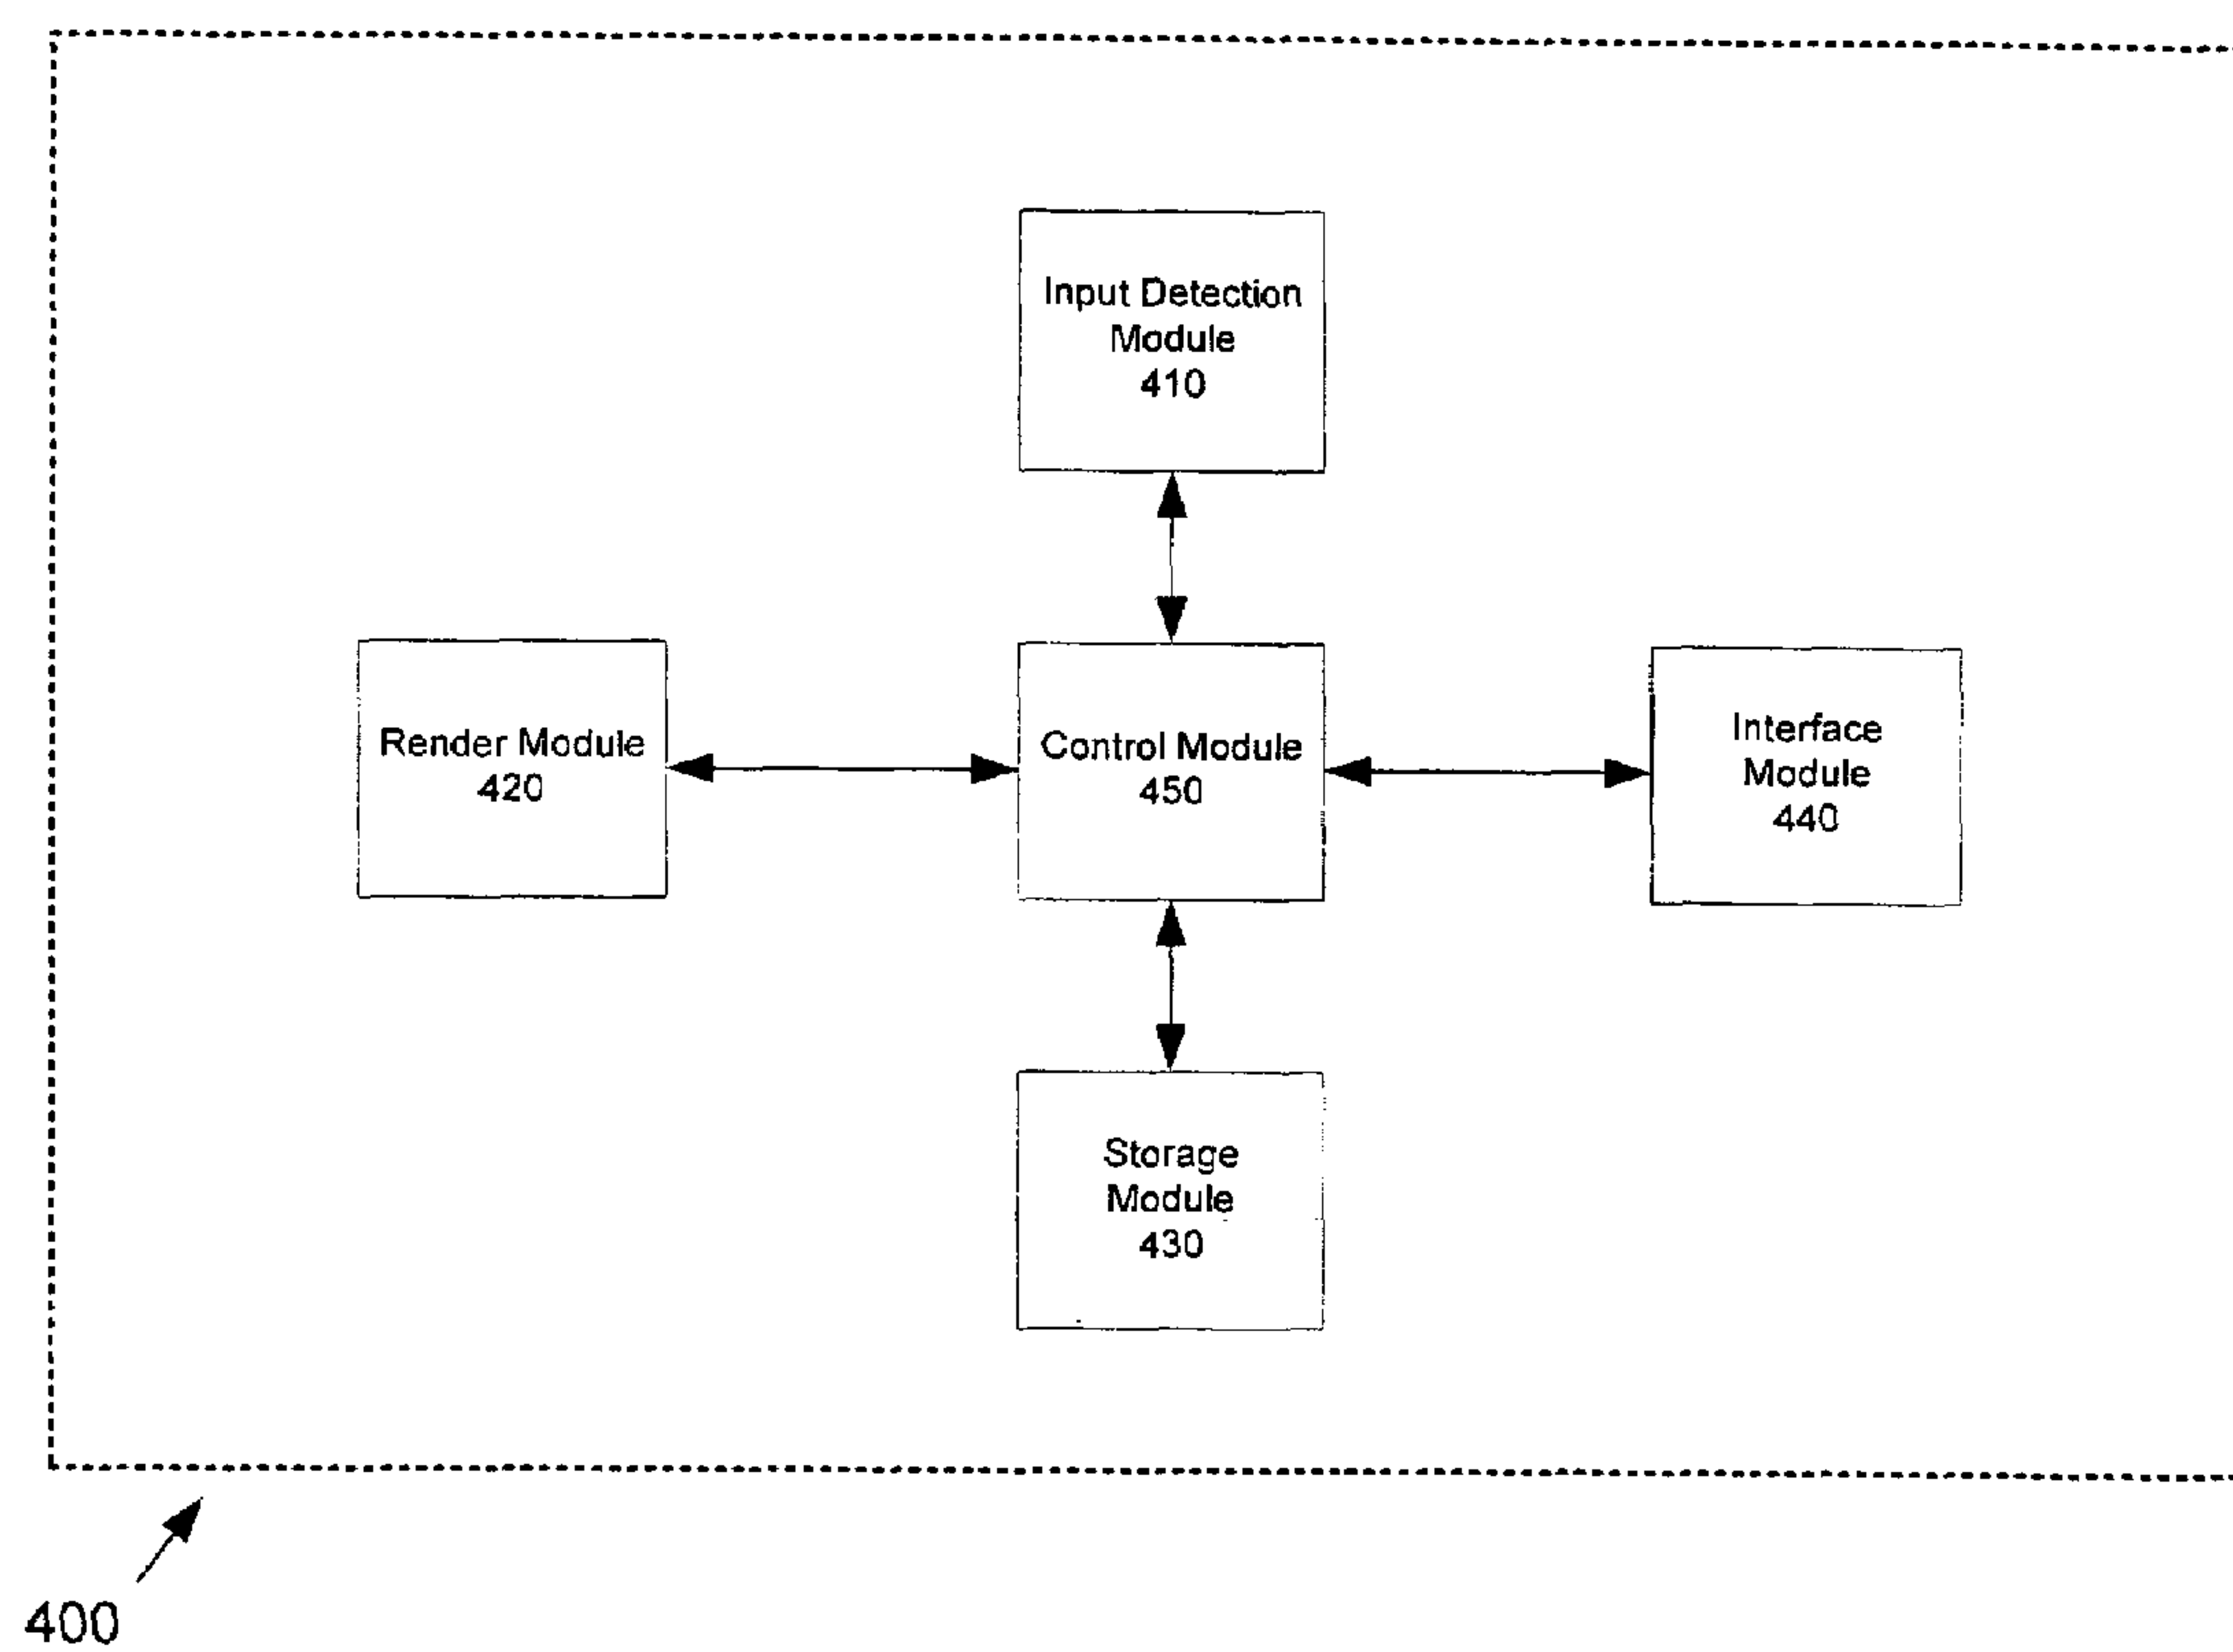 Input Detection
Module
410
Render Module
420
Control Module
450
Interface
Module
440
Storage
Module
430
400